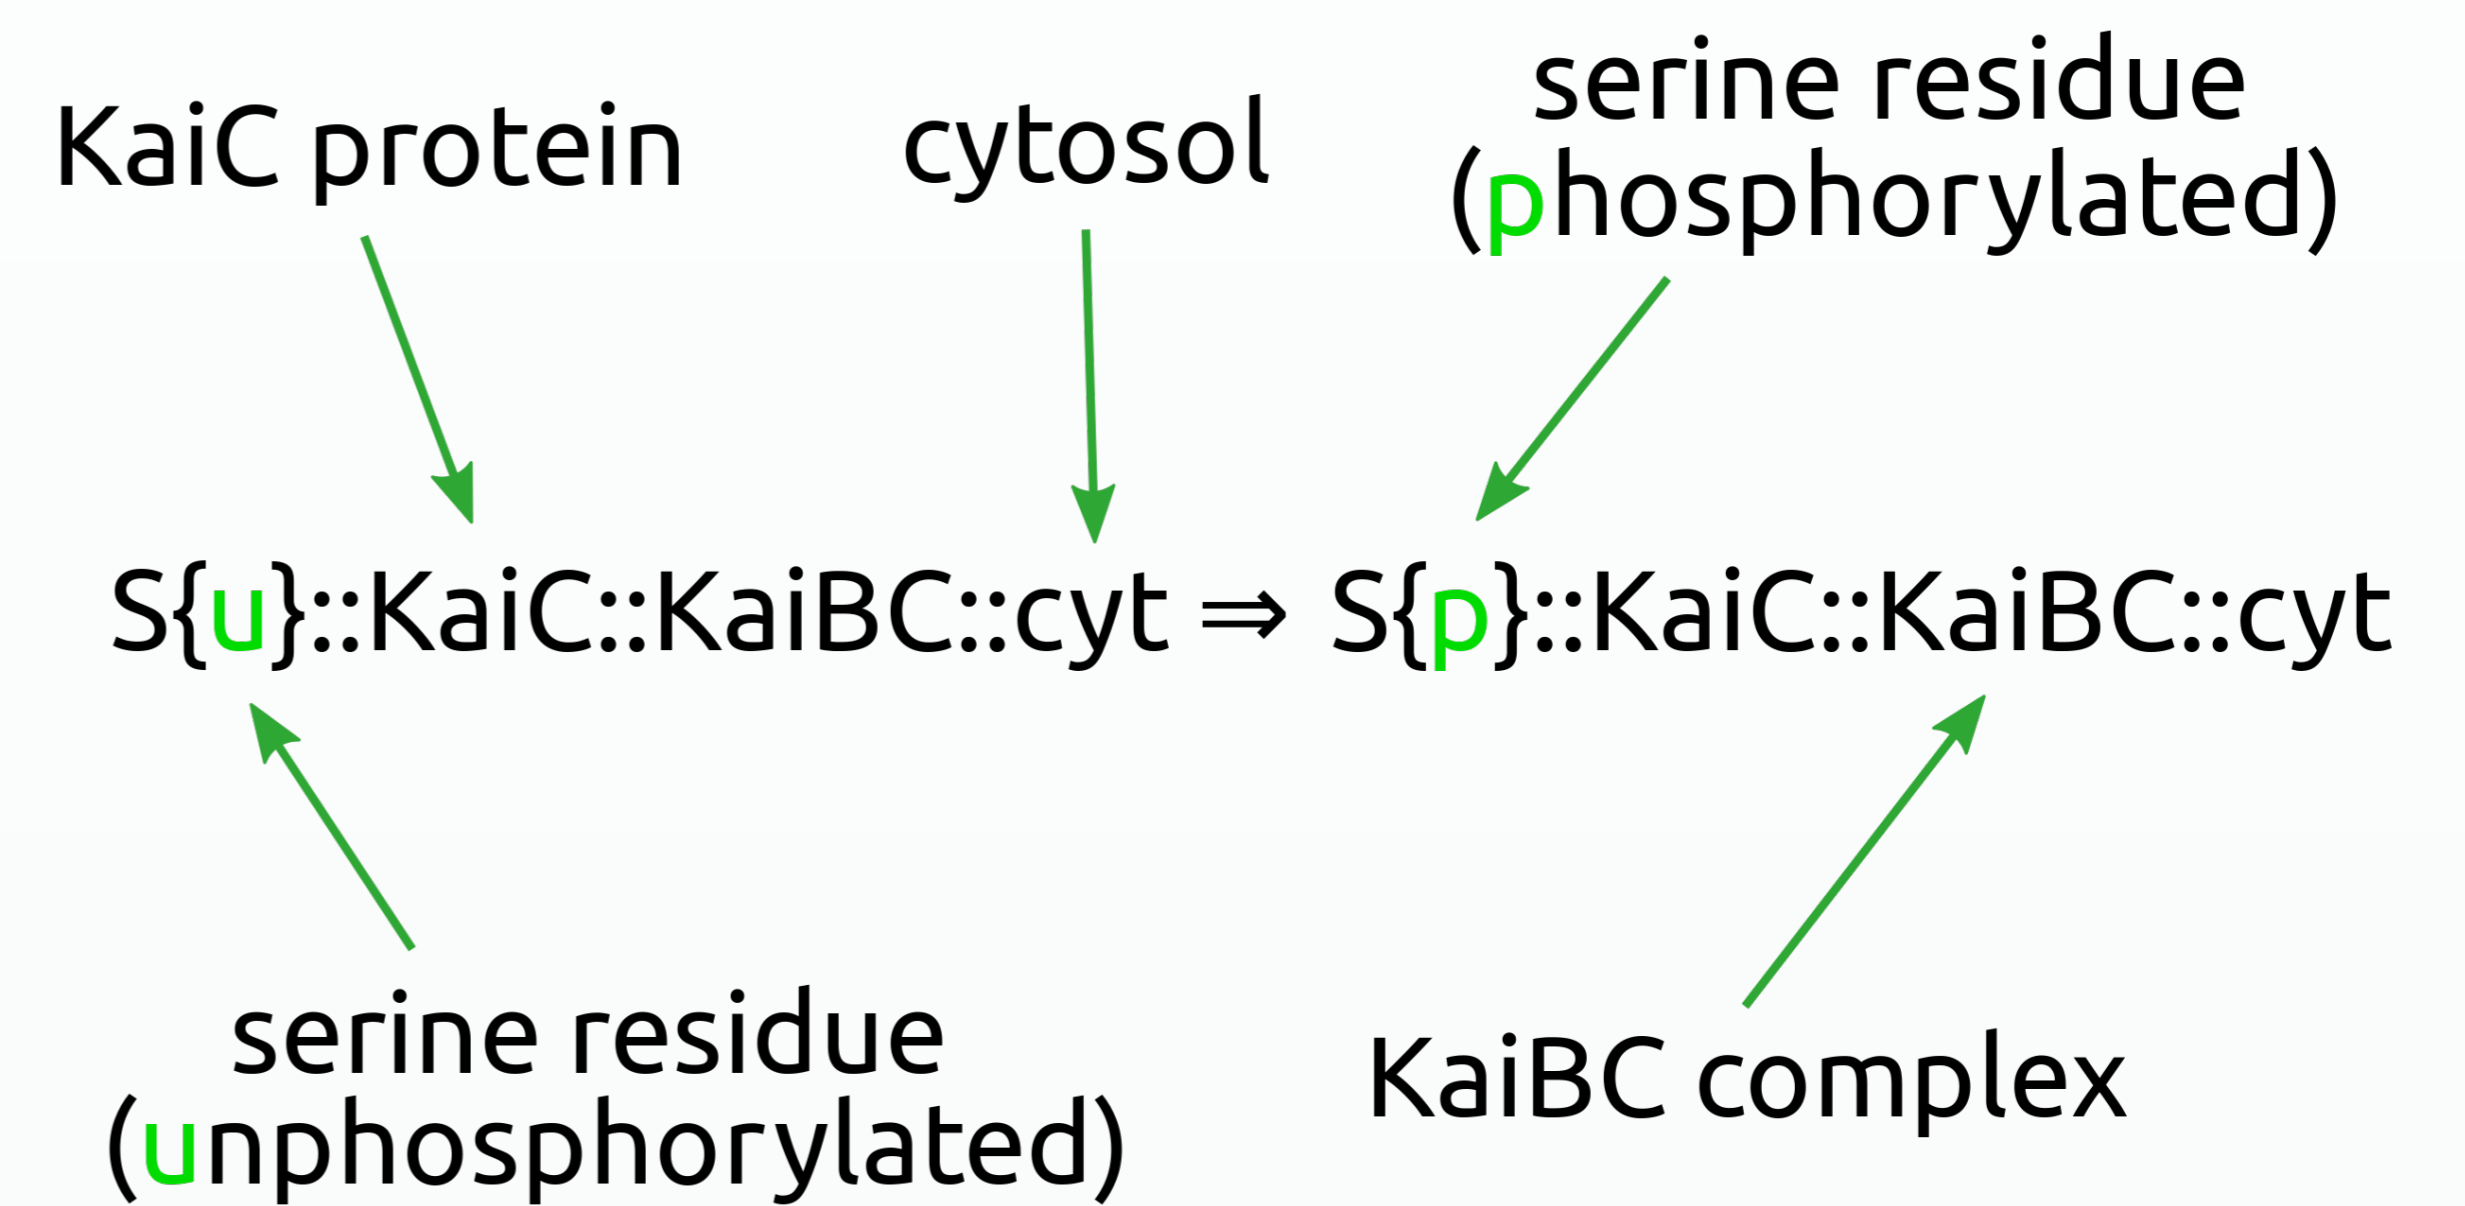 KaiC protein
cytosol
serine residue
(phosphorylated)
S{u}::KaiC::KaiBC::cyt ⇒ S{p}::KaiC::KaiBC::cyt
serine residue
(unphosphorylated)
KaiBC complex